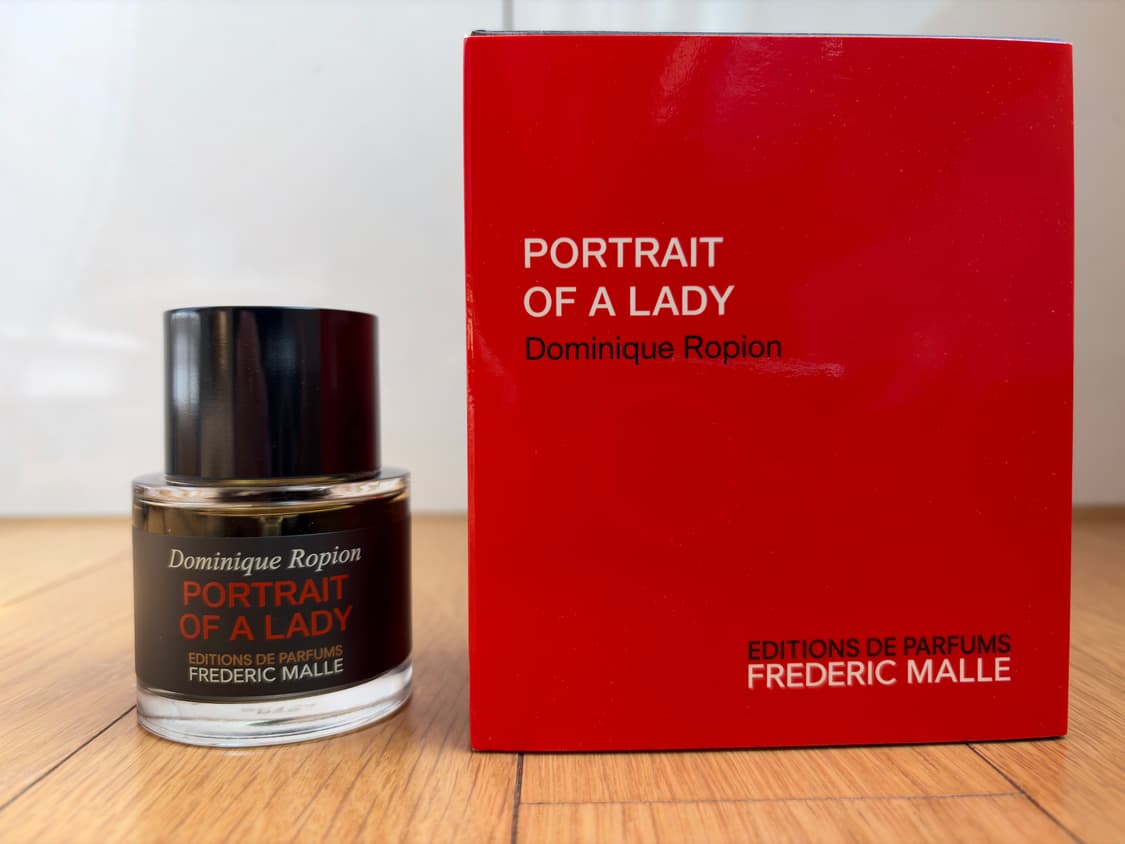 Dominique Ropion
PORTRAIT
OF A LADY
EDITIONS DE PARFUMS
FREDERIC MALLE
PORTRAIT
OF A LADY
Dominique Ropion
EDITIONS DE PARFUMS
FREDERIC MALLE